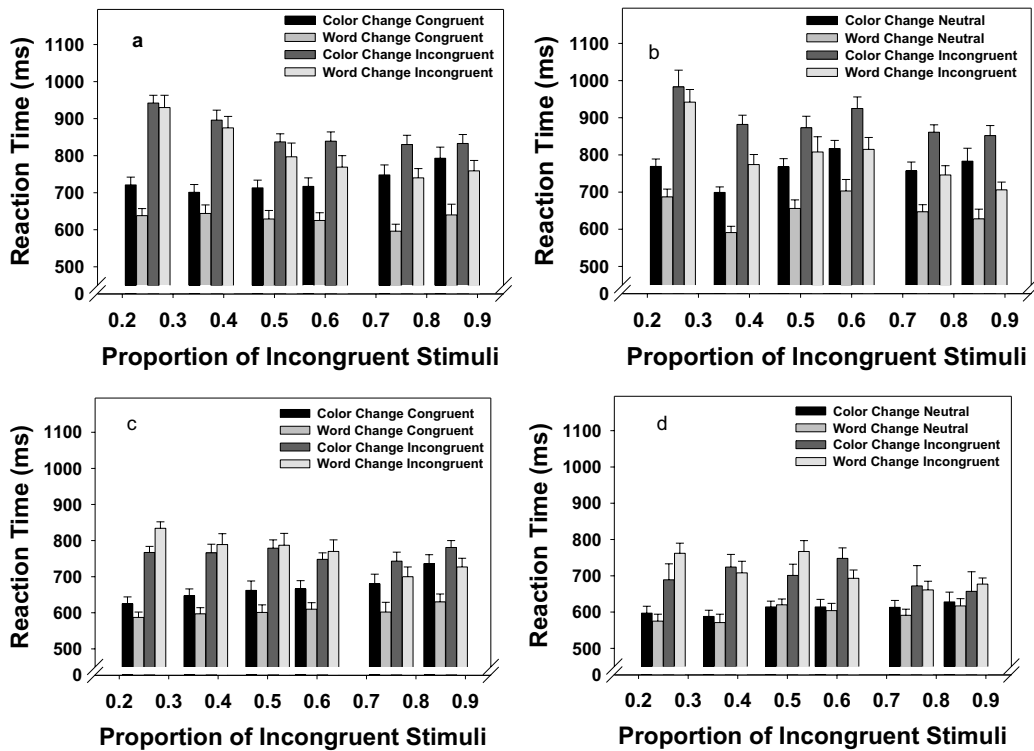 a
Color Change Congruent
Word Change Congruent
Color Change Incongruent
Word Change Incongruent
Reaction Time (ms)
1100
1000
900
800
700
600
500
0
0.2 0.3 0.4 0.5 0.6 0.7 0.8 0.9
Proportion of Incongruent Stimuli
b
Color Change Neutral
Word Change Neutral
Color Change Incongruent
Word Change Incongruent
Reaction Time (ms)
1100
1000
900
800
700
600
500
0
0.2 0.3 0.4 0.5 0.6 0.7 0.8 0.9
Proportion of Incongruent Stimuli
c
Color Change Congruent
Word Change Congruent
Color Change Incongruent
Word Change Incongruent
Reaction Time (ms)
1100
1000
900
800
700
600
500
0
0.2 0.3 0.4 0.5 0.6 0.7 0.8 0.9
Proportion of Incongruent Stimuli
d
Color Change Neutral
Word Change Neutral
Color Change Incongruent
Word Change Incongruent
Reaction Time (ms)
1100
1000
900
800
700
600
500
0
0.2 0.3 0.4 0.5 0.6 0.7 0.8 0.9
Proportion of Incongruent Stimuli